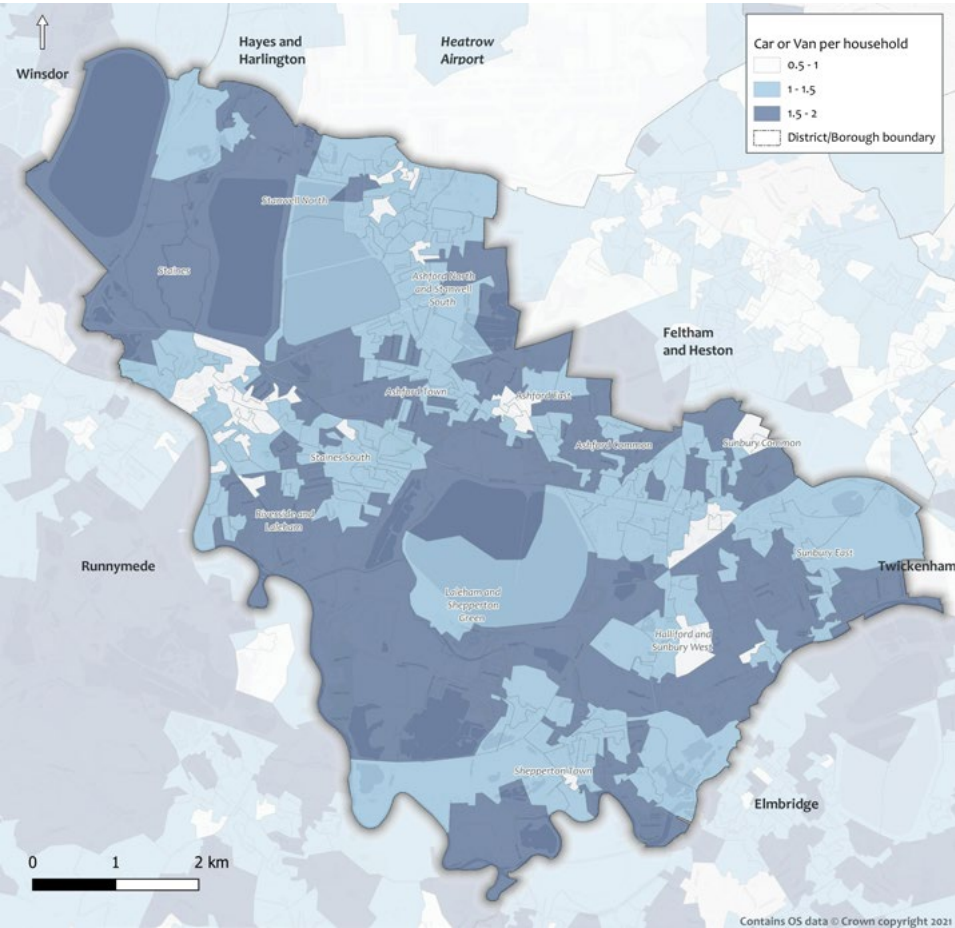 Hayes and
Harlington
Heatrow
Airport
Winsdor
Car or Van per household
0.5 - 1
1 - 1.5
1.5 - 2
District/Borough boundary
Stanwell North
Staines
Ashford North
and Stanwell
South
Feltham
and Heston
Ashford Town
Ashford East
Ashford Common
Sunbury Common
Staines South
Riverside and
Laleham
Sunbury East
Runnymede
Twickenham
Laleham and
Shepperton
Green
Halliford and
Sunbury West
Shepperton Town
Elmbridge
0 1 2 km
Contains OS data © Crown copyright 2021